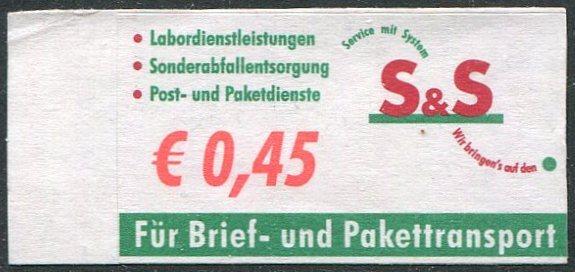 • Labordienstleistungen
• Sonderabfallentsorgung
• Post- und Paketdienste
Service mit System
S&S
Wir bringen's auf den
€ 0,45
Für Brief- und Pakettransport